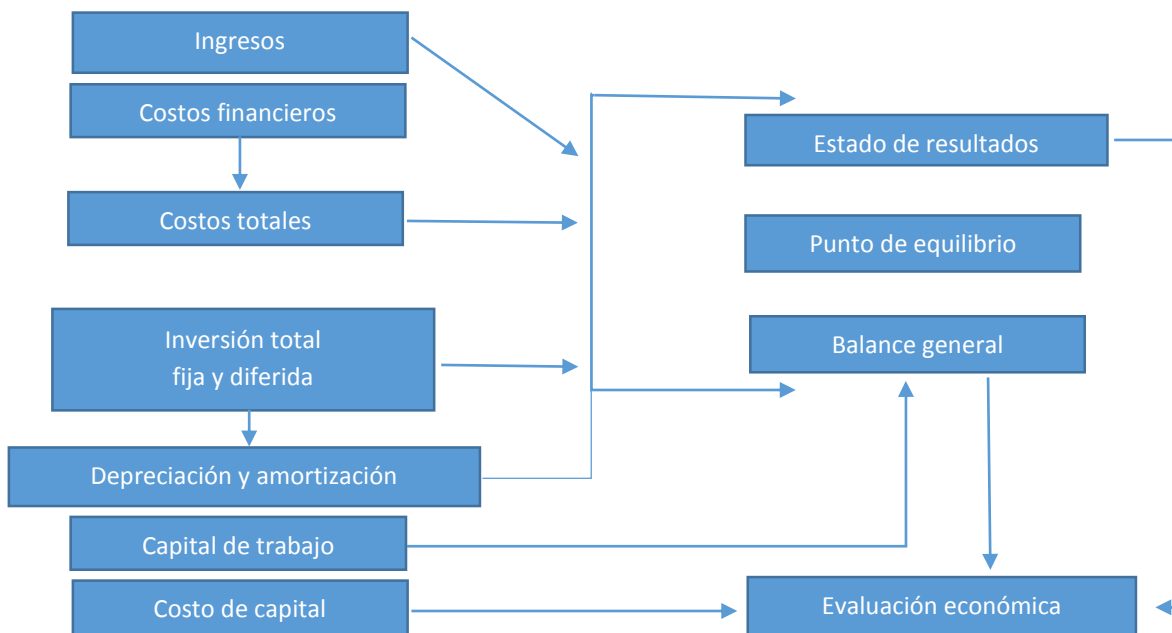 Ingresos
Costos financieros
Costos totales
Inversión total
fija y diferida
Depreciación y amortización
Capital de trabajo
Costo de capital
Estado de resultados
Punto de equilibrio
Balance general
Evaluación económica